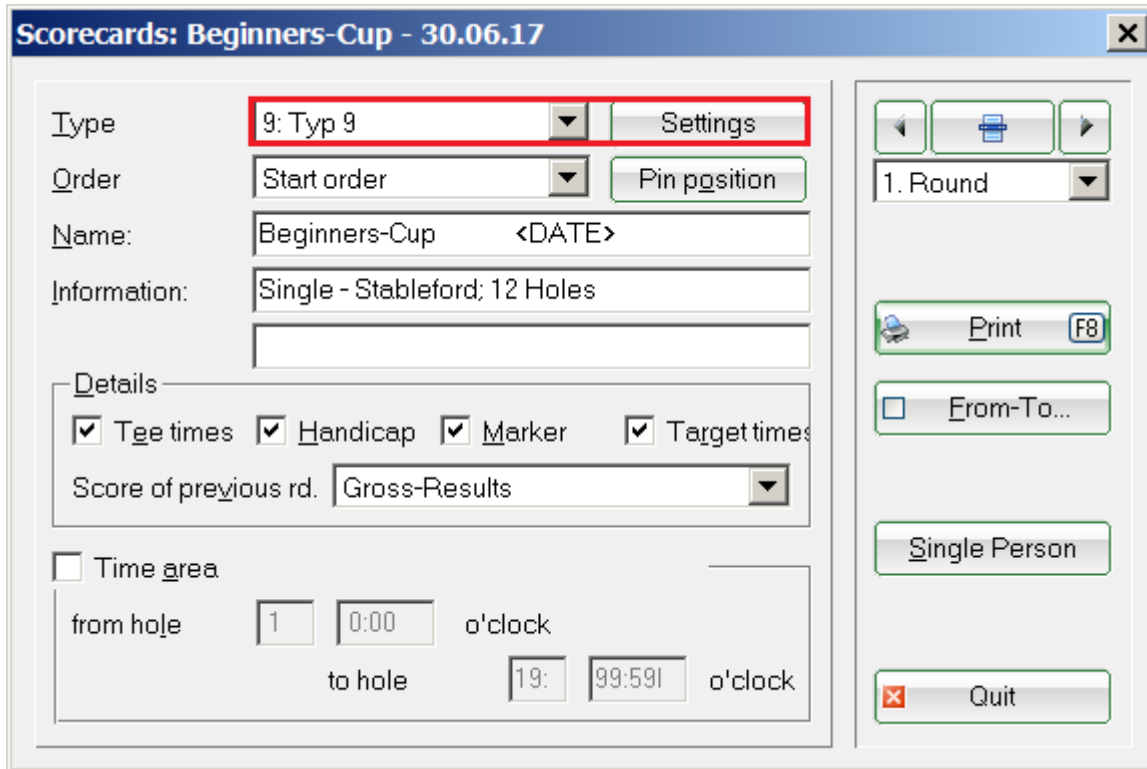 Scorecards: Beginners-Cup - 30.06.17
Type 9: Typ 9 Settings
Order Start order Pin position
Name: Beginners-Cup <DATE>
Information: Single - Stableford; 12 Holes
Details
Tee times Handicap Marker Target times
Score of previous rd. Gross-Results
Time area
from hole 1 0:00 o'clock
to hole 19: 99:59 o'clock
1. Round
Print F8
From-To...
Single Person
Quit